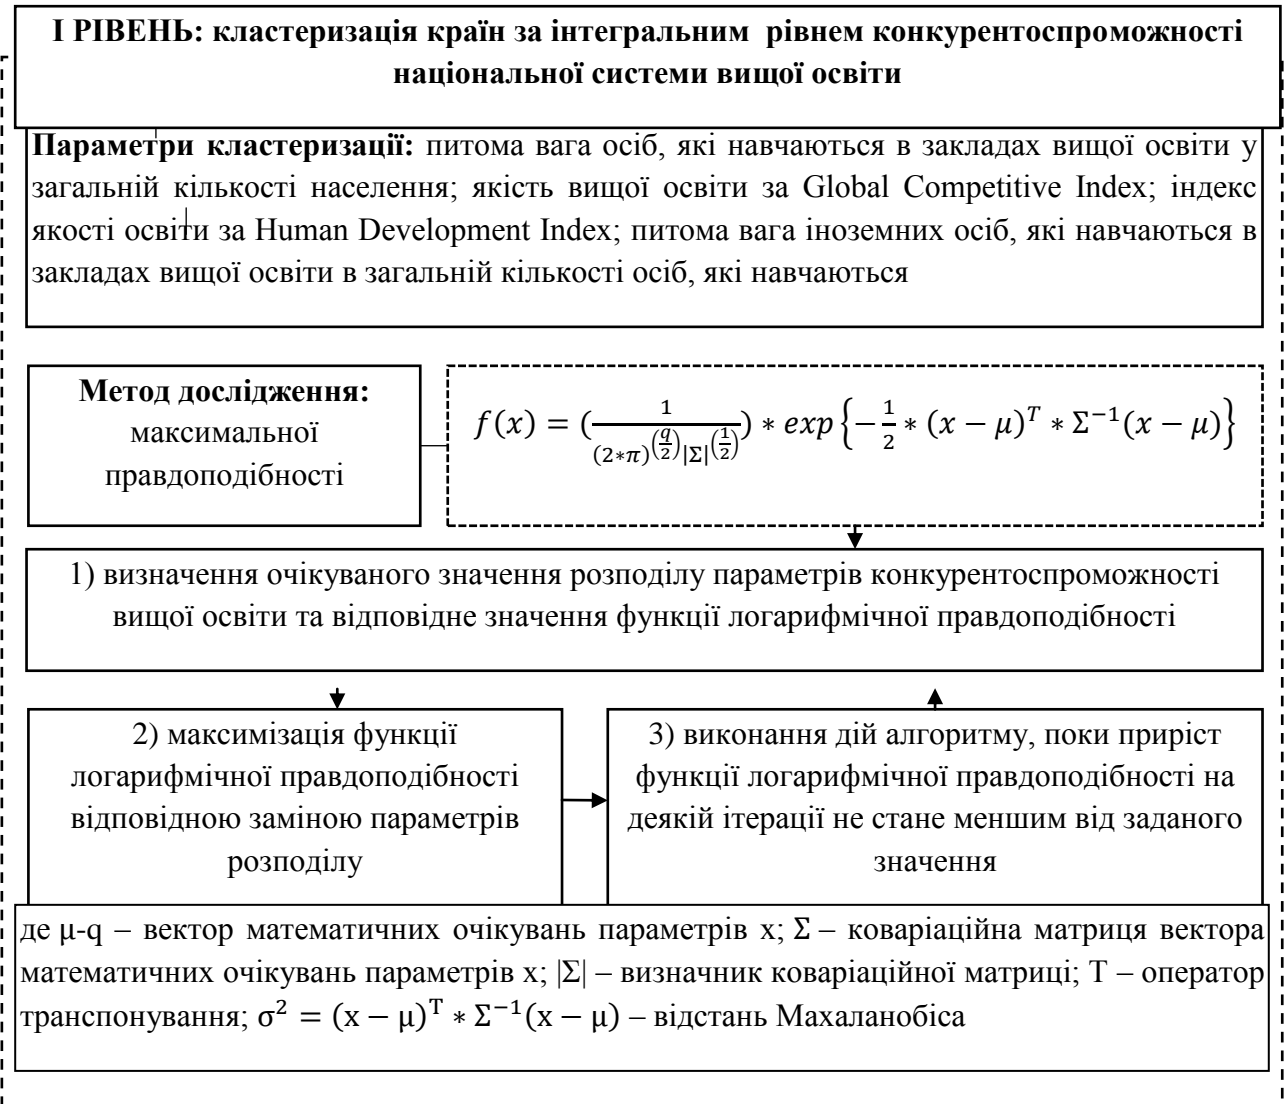 І РІВЕНЬ: кластеризація країн за інтегральним рівнем конкурентоспроможності
національної системи вищої освіти
Параметри кластеризації: питома вага осіб, які навчаються в закладах вищої освіти у
загальній кількості населення; якість вищої освіти за Global Competitive Index; індекс
якості освіти за Human Development Index; питома вага іноземних осіб, які навчаються в
закладах вищої освіти в загальній кількості осіб, які навчаються
Метод дослідження:
максимальної
правдоподібності
f(x) = (1/((2*π)^(q/2)|Σ|^(1/2))) * exp{−1/2 * (x − μ)^T * Σ^−1(x − μ)}
1) визначення очікуваного значення розподілу параметрів конкурентоспроможності
вищої освіти та відповідне значення функції логарифмічної правдоподібності
2) максимізація функції
логарифмічної правдоподібності
відповідною заміною параметрів
розподілу
3) виконання дій алгоритму, поки приріст
функції логарифмічної правдоподібності на
деякій ітерації не стане меншим від заданого
значення
де μ-q – вектор математичних очікувань параметрів х; Σ – коваріаційна матриця вектора
математичних очікувань параметрів х; |Σ| – визначник коваріаційної матриці; Т – оператор
транспонування; σ² = (x − μ)^T * Σ^−1(x − μ) – відстань Махаланобіса